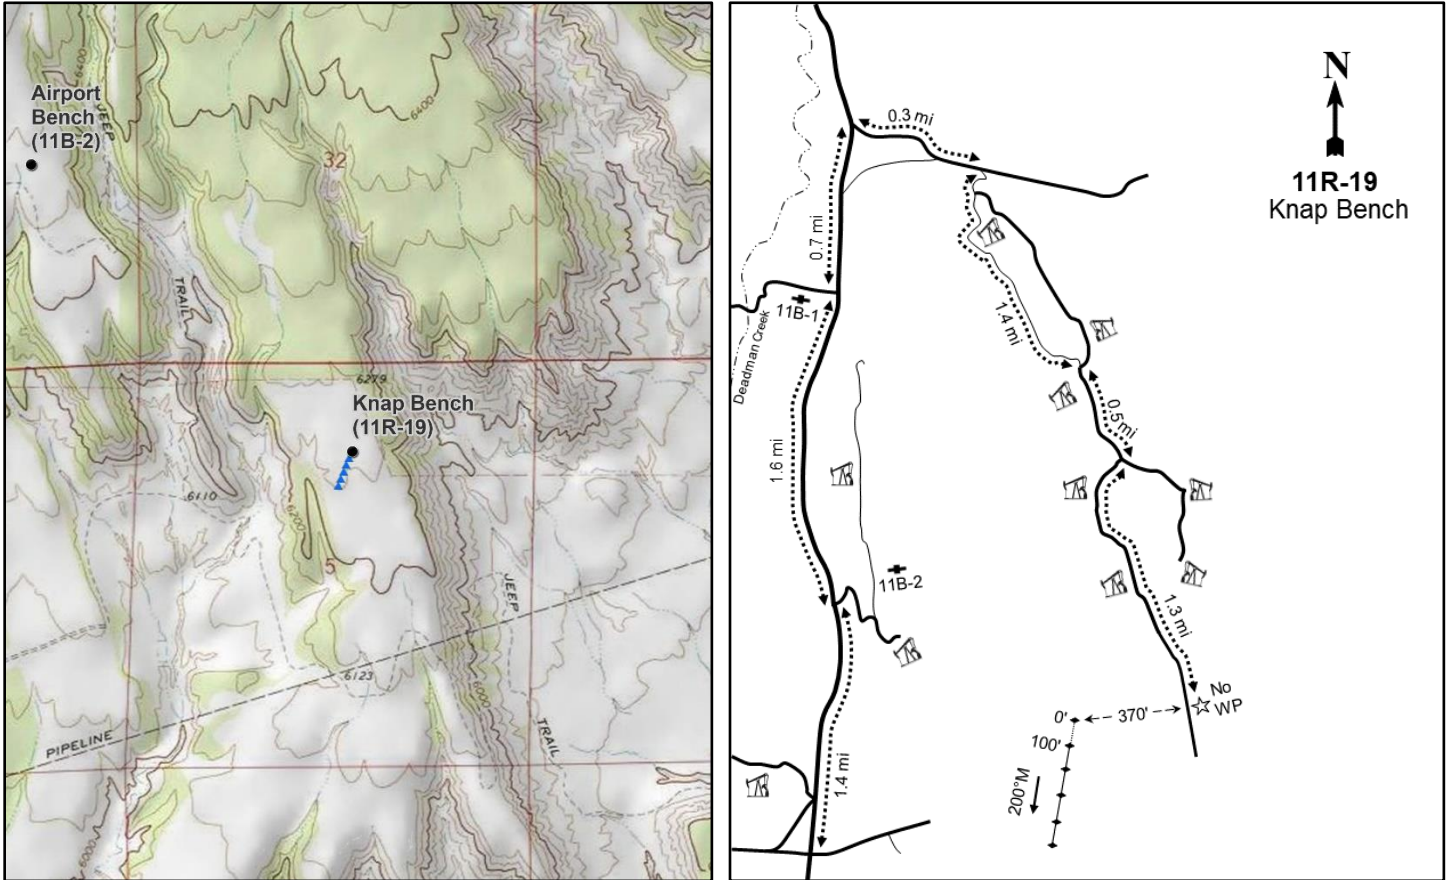 6400
Airport
Bench
(11B-2)
JEEP
6400
32
TRAIL
6279
Knap Bench
(11R-19)
6110
6200
5
JEEP
6123
6000
PIPELINE
TRAIL
6000
N
11R-19
Knap Bench
0.3 mi
0.7 mi
11B-1
Deadman Creek
1.4 mi
0.5 mi
1.6 mi
11B-2
1.3 mi
No
WP
0'
370'
100'
200°M
1.4 mi